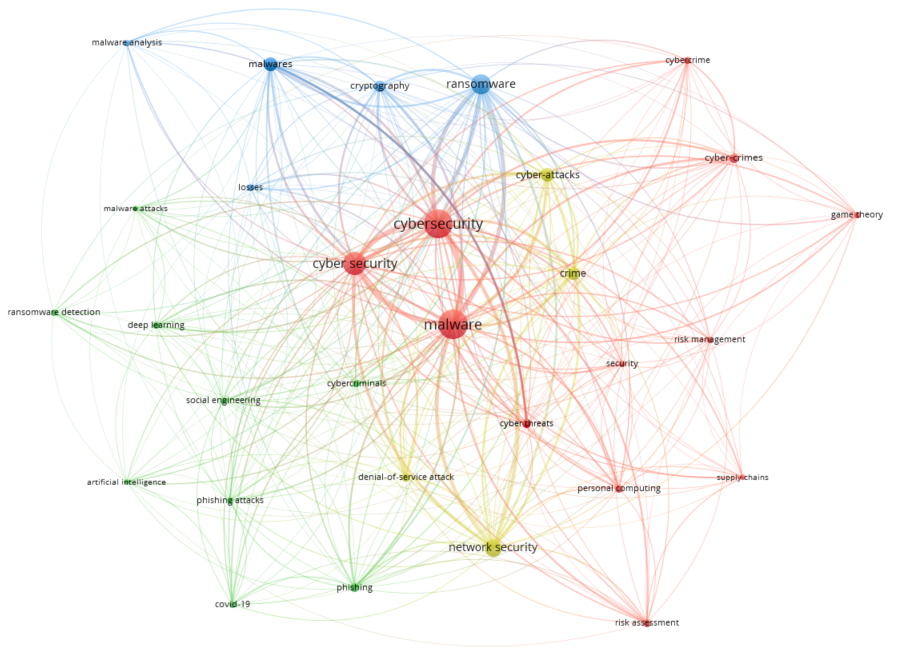 malware analysis
malwares
cybercrime
cryptography
ransomware
cyber-crimes
cyber-attacks
losses
malware attacks
game theory
cybersecurity
cyber security
crime
ransomware detection
deep learning
malware
risk management
security
cybercriminals
social engineering
cyber threats
denial-of-service attack
supply chains
artificial intelligence
personal computing
phishing attacks
network security
phishing
covid-19
risk assessment